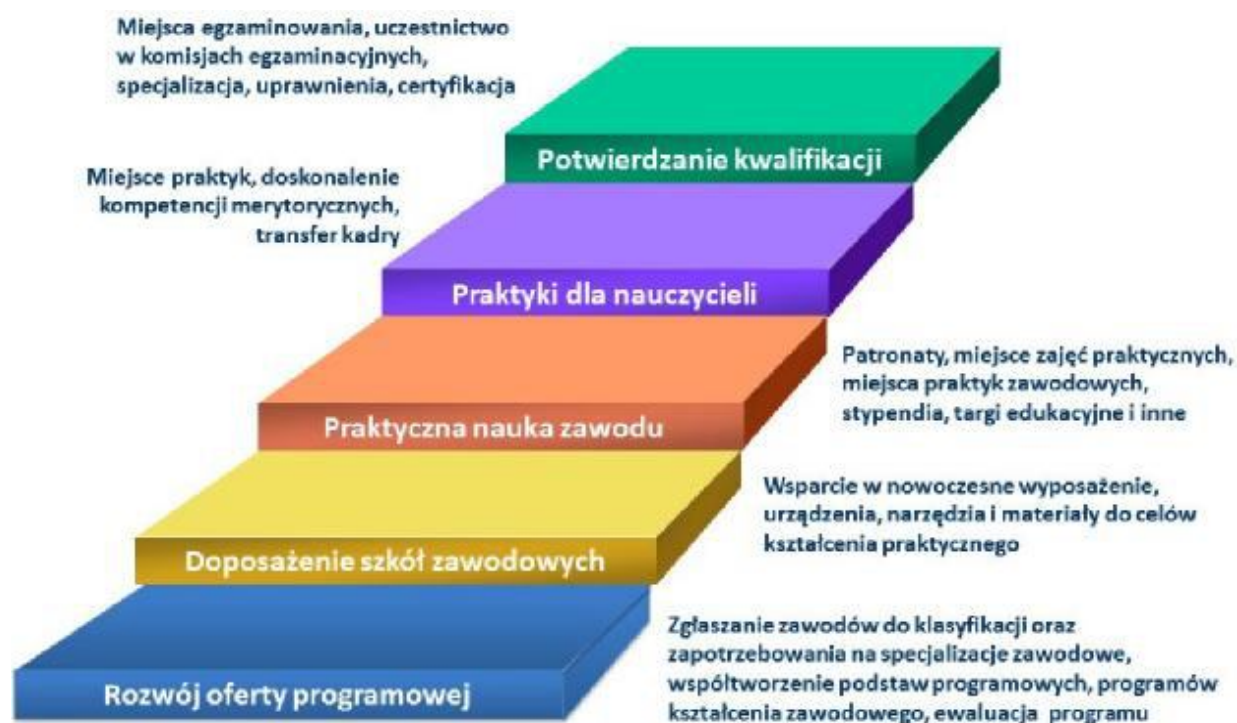 Miejsca egzaminowania, uczestnictwo
w komisjach egzaminacyjnych,
specjalizacja, uprawnienia, certyfikacja
Potwierdzanie kwalifikacji
Miejsce praktyk, doskonalenie
kompetencji merytorycznych,
transfer kadry
Praktyki dla nauczycieli
Patronaty, miejsce zajęć praktycznych,
miejsca praktyk zawodowych,
stypendia, targi edukacyjne i inne
Praktyczna nauka zawodu
Wsparcie w nowoczesne wyposażenie,
urządzenia, narzędzia i materiały do celów
kształcenia praktycznego
Doposażenie szkół zawodowych
Zgłaszanie zawodów do klasyfikacji oraz
zapotrzebowania na specjalizacje zawodowe,
współtworzenie podstaw programowych, programów
kształcenia zawodowego, ewaluacja programu
Rozwój oferty programowej